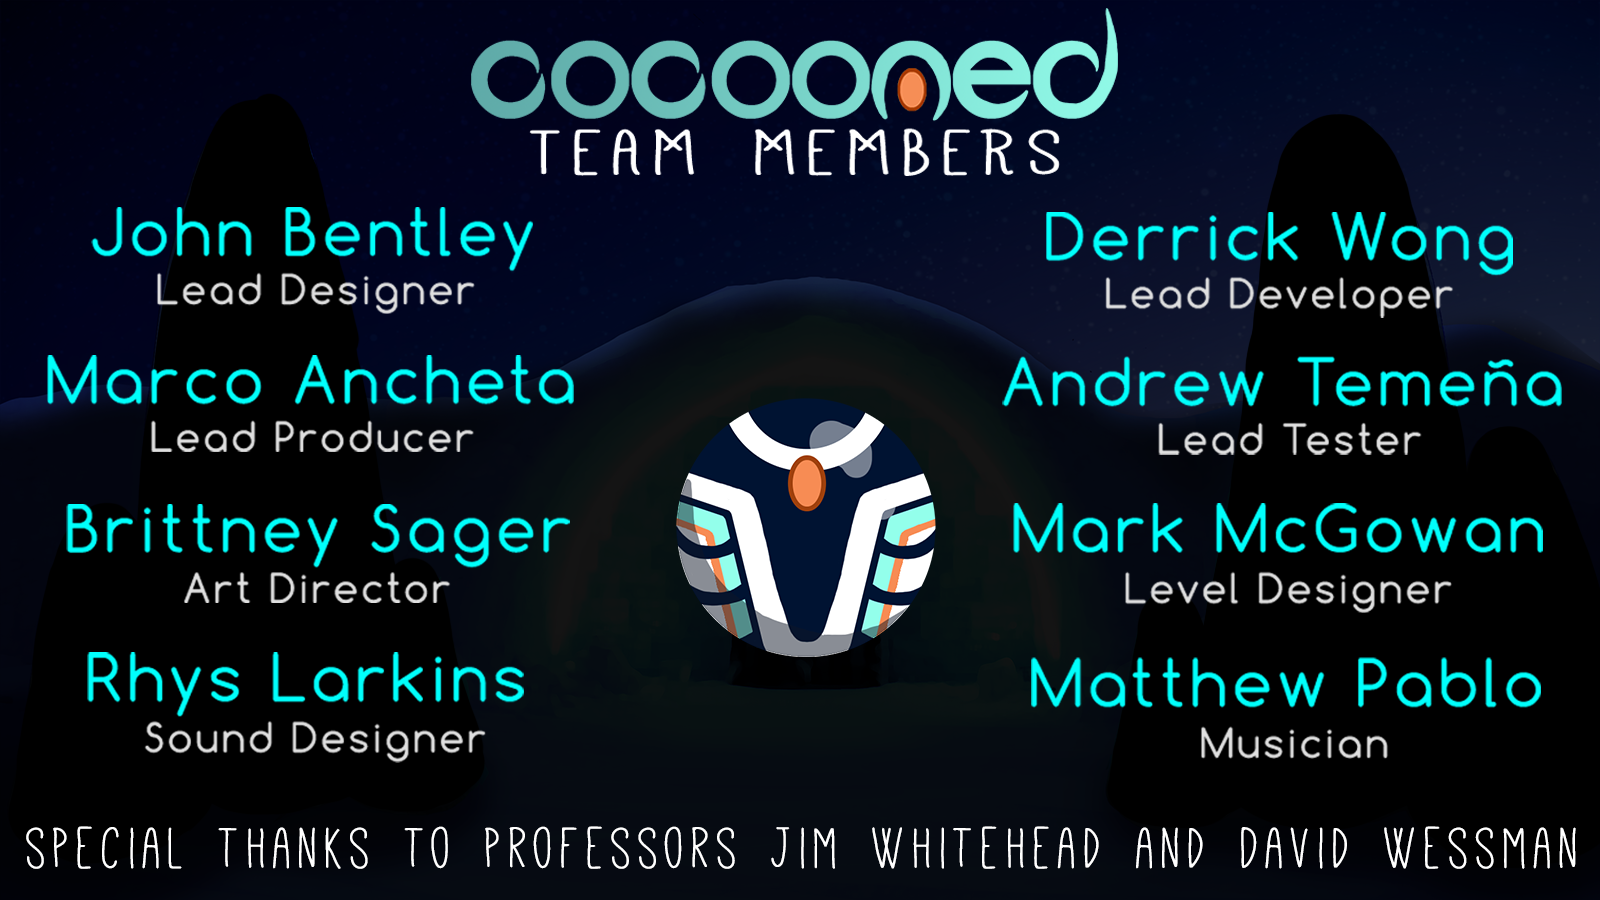 cocooned
TEAM MEMBERS
John Bentley
Lead Designer
Marco Ancheta
Lead Producer
Brittney Sager
Art Director
Rhys Larkins
Sound Designer
Derrick Wong
Lead Developer
Andrew Temeña
Lead Tester
Mark McGowan
Level Designer
Matthew Pablo
Musician
SPECIAL THANKS TO PROFESSORS JIM WHITEHEAD AND DAVID WESSMAN